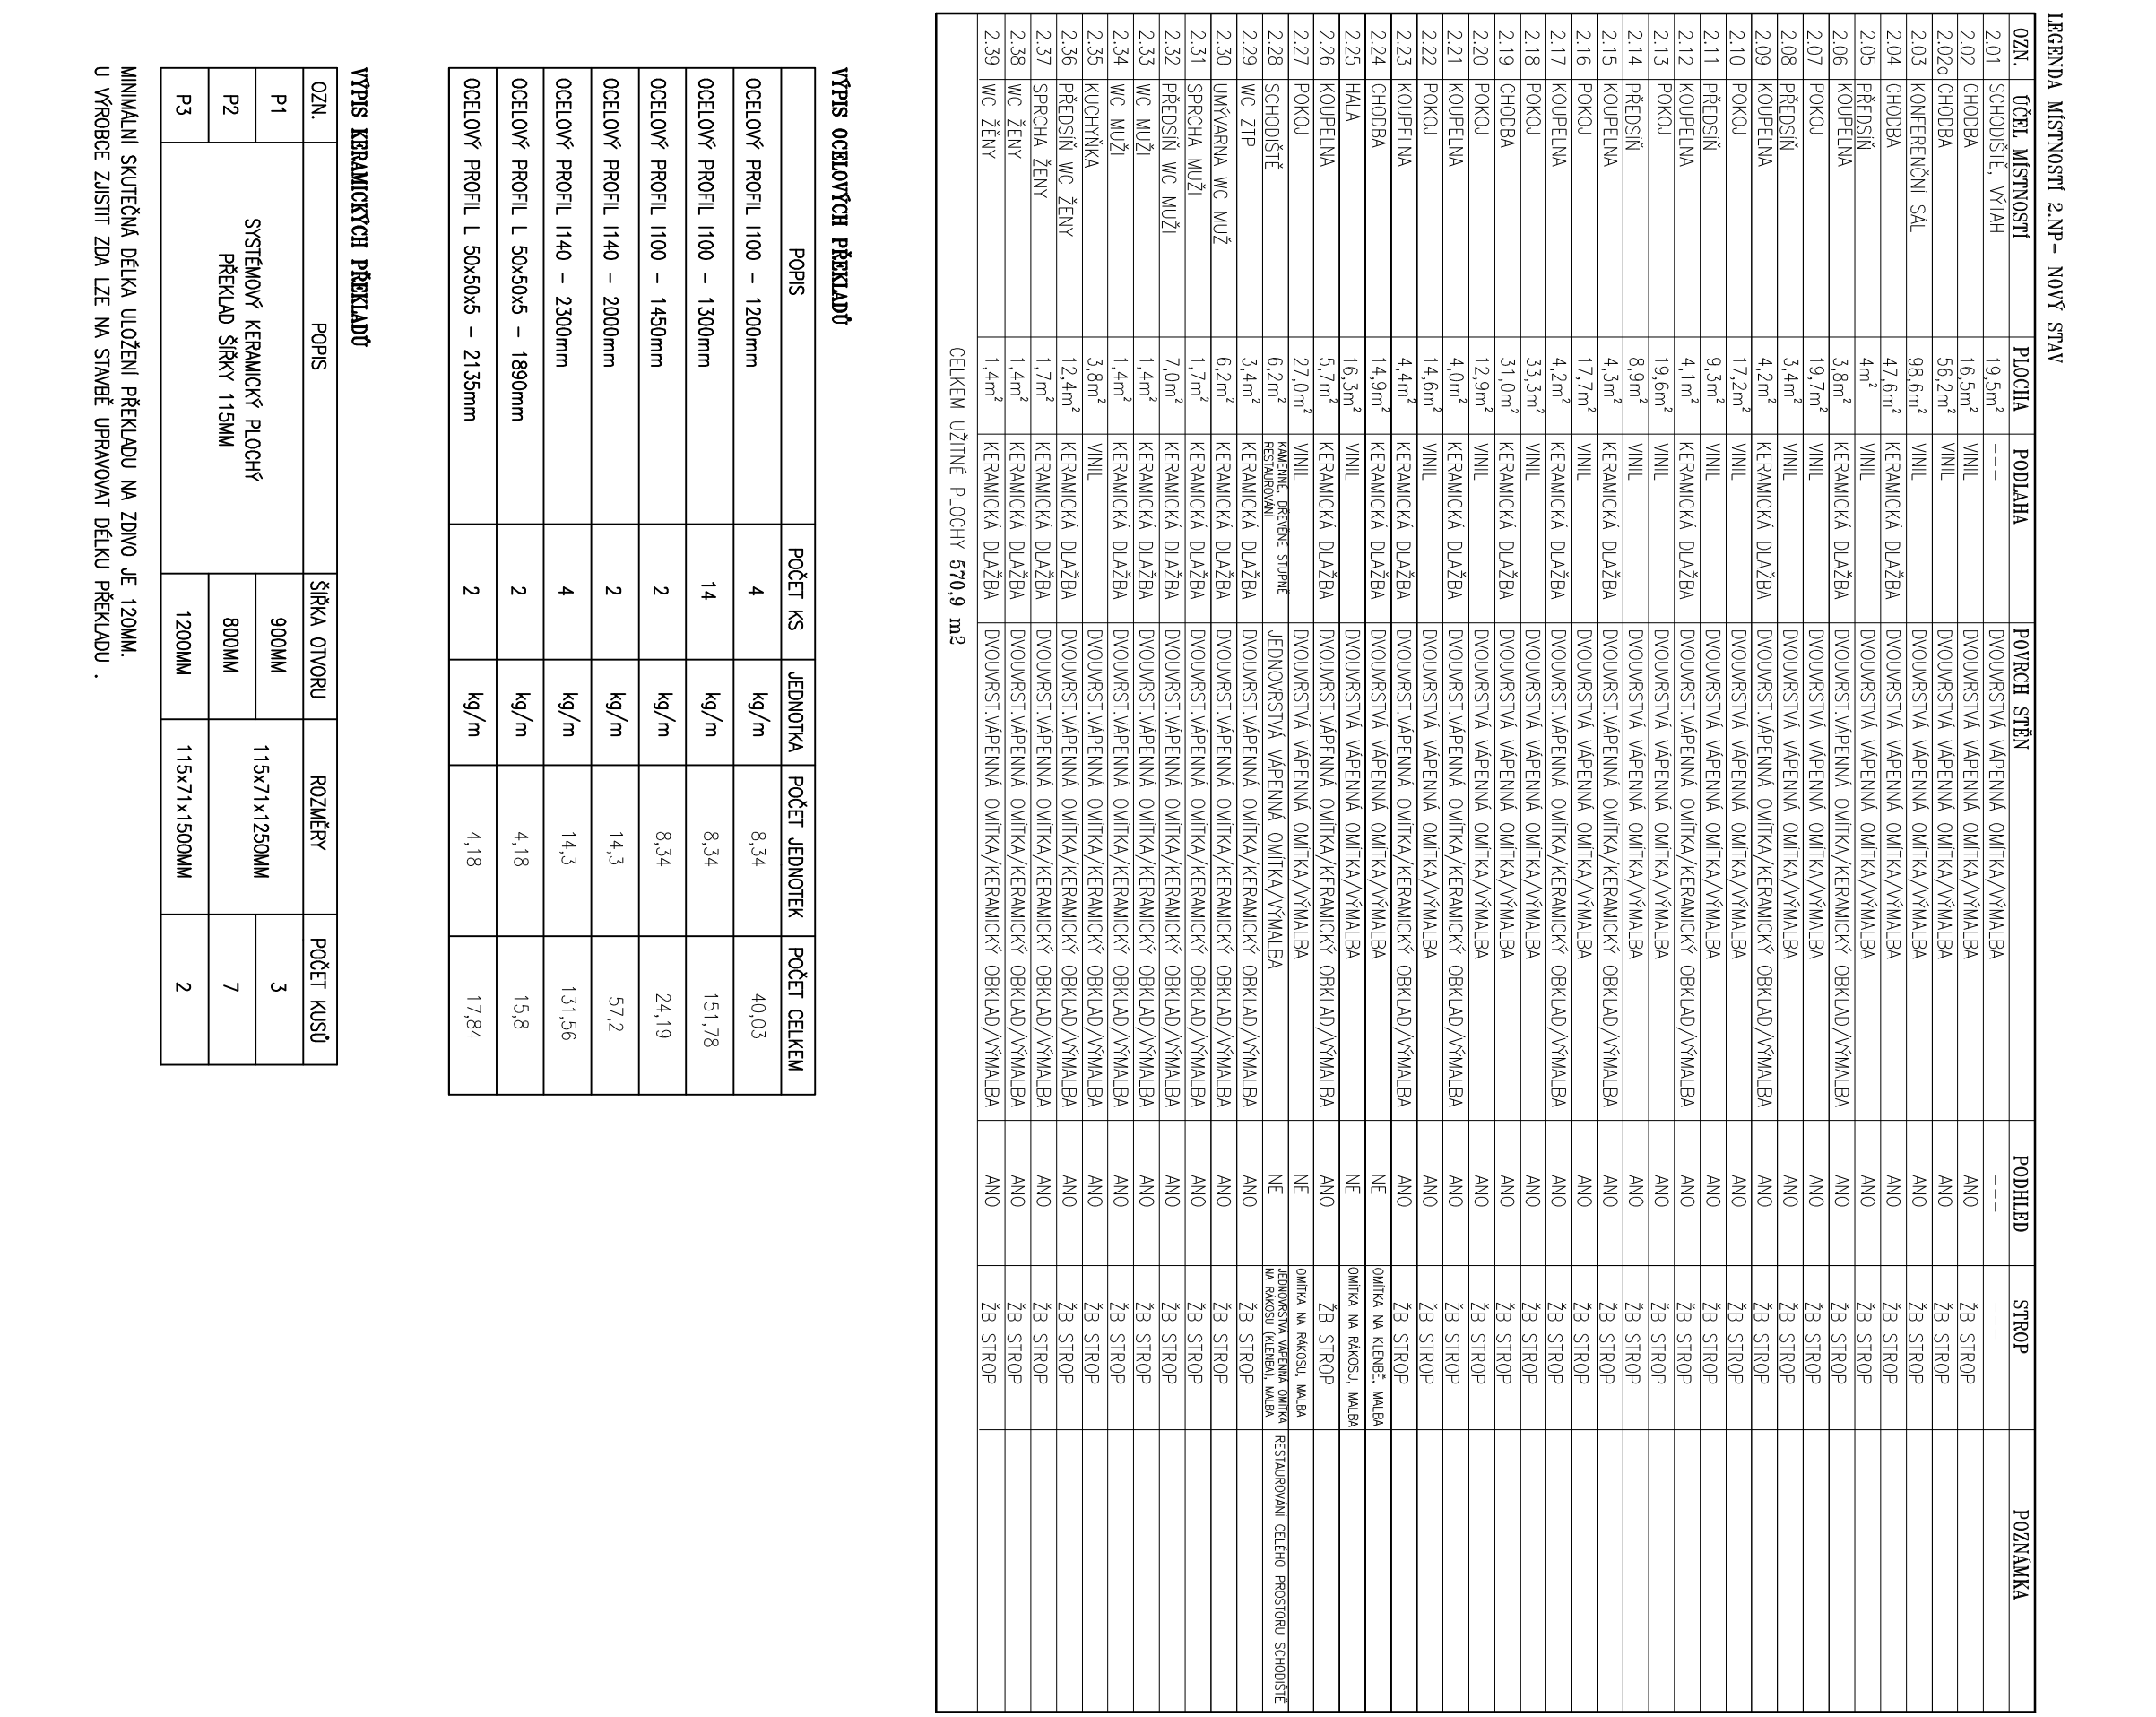 LEGENDA MÍSTNOSTÍ 2.NP- NOVÝ STAV
OZN. ÚČEL MÍSTNOSTÍ PLOCHA PODLAHA POVRCH STĚN PODHLED STROP POZNÁMKA
2.01 SCHODIŠTĚ, VÝTAH 19,5m² --- DVOUVRSTVÁ VÁPENNÁ OMÍTKA/VÝMALBA --- ---
2.02 CHODBA 16,5m² VINIL DVOUVRSTVÁ VÁPENNÁ OMÍTKA/VÝMALBA ANO ŽB STROP
2.02a CHODBA 56,2m² VINIL DVOUVRSTVÁ VÁPENNÁ OMÍTKA/VÝMALBA ANO ŽB STROP
2.03 KONFERENČNÍ SÁL 98,6m² VINIL DVOUVRSTVÁ VÁPENNÁ OMÍTKA/VÝMALBA ANO ŽB STROP
2.04 CHODBA 47,6m² KERAMICKÁ DLAŽBA DVOUVRSTVÁ VÁPENNÁ OMÍTKA/VÝMALBA ANO ŽB STROP
2.05 PŘEDSÍŇ 4m² VINIL DVOUVRSTVÁ VÁPENNÁ OMÍTKA/VÝMALBA ANO ŽB STROP
2.06 KOUPELNA 3,8m² KERAMICKÁ DLAŽBA DVOUVRST.VÁPENNÁ OMÍTKA/KERAMICKÝ OBKLAD/VÝMALBA ANO ŽB STROP
2.07 POKOJ 19,7m² VINIL DVOUVRSTVÁ VÁPENNÁ OMÍTKA/VÝMALBA ANO ŽB STROP
2.08 PŘEDSÍŇ 3,4m² VINIL DVOUVRSTVÁ VÁPENNÁ OMÍTKA/VÝMALBA ANO ŽB STROP
2.09 KOUPELNA 4,2m² KERAMICKÁ DLAŽBA DVOUVRST.VÁPENNÁ OMÍTKA/KERAMICKÝ OBKLAD/VÝMALBA ANO ŽB STROP
2.10 POKOJ 17,2m² VINIL DVOUVRSTVÁ VÁPENNÁ OMÍTKA/VÝMALBA ANO ŽB STROP
2.11 PŘEDSÍŇ 9,3m² VINIL DVOUVRSTVÁ VÁPENNÁ OMÍTKA/VÝMALBA ANO ŽB STROP
2.12 KOUPELNA 4,1m² KERAMICKÁ DLAŽBA DVOUVRST.VÁPENNÁ OMÍTKA/KERAMICKÝ OBKLAD/VÝMALBA ANO ŽB STROP
2.13 POKOJ 19,6m² VINIL DVOUVRSTVÁ VÁPENNÁ OMÍTKA/VÝMALBA ANO ŽB STROP
2.14 PŘEDSÍŇ 8,9m² VINIL DVOUVRSTVÁ VÁPENNÁ OMÍTKA/VÝMALBA ANO ŽB STROP
2.15 KOUPELNA 4,3m² KERAMICKÁ DLAŽBA DVOUVRST.VÁPENNÁ OMÍTKA/KERAMICKÝ OBKLAD/VÝMALBA ANO ŽB STROP
2.16 POKOJ 17,7m² VINIL DVOUVRSTVÁ VÁPENNÁ OMÍTKA/VÝMALBA ANO ŽB STROP
2.17 KOUPELNA 4,2m² KERAMICKÁ DLAŽBA DVOUVRST.VÁPENNÁ OMÍTKA/KERAMICKÝ OBKLAD/VÝMALBA ANO ŽB STROP
2.18 POKOJ 33,3m² VINIL DVOUVRSTVÁ VÁPENNÁ OMÍTKA/VÝMALBA ANO ŽB STROP
2.19 CHODBA 31,0m² KERAMICKÁ DLAŽBA DVOUVRSTVÁ VÁPENNÁ OMÍTKA/VÝMALBA ANO ŽB STROP
2.20 POKOJ 12,9m² VINIL DVOUVRSTVÁ VÁPENNÁ OMÍTKA/VÝMALBA ANO ŽB STROP
2.21 KOUPELNA 4,0m² KERAMICKÁ DLAŽBA DVOUVRST.VÁPENNÁ OMÍTKA/KERAMICKÝ OBKLAD/VÝMALBA ANO ŽB STROP
2.22 POKOJ 14,6m² VINIL DVOUVRSTVÁ VÁPENNÁ OMÍTKA/VÝMALBA ANO ŽB STROP
2.23 KOUPELNA 4,4m² KERAMICKÁ DLAŽBA DVOUVRST.VÁPENNÁ OMÍTKA/KERAMICKÝ OBKLAD/VÝMALBA ANO ŽB STROP
2.24 CHODBA 14,9m² KERAMICKÁ DLAŽBA DVOUVRSTVÁ VÁPENNÁ OMÍTKA/VÝMALBA NE OMÍTKA NA KLENBĚ, MALBA
2.25 HALA 16,3m² VINIL DVOUVRSTVÁ VÁPENNÁ OMÍTKA/VÝMALBA NE OMÍTKA NA RÁKOSU, MALBA
2.26 KOUPELNA 5,7m² KERAMICKÁ DLAŽBA DVOUVRST.VÁPENNÁ OMÍTKA/KERAMICKÝ OBKLAD/VÝMALBA ANO ŽB STROP
2.27 POKOJ 27,0m² VINIL DVOUVRSTVÁ VÁPENNÁ OMÍTKA/VÝMALBA NE OMÍTKA NA RÁKOSU, MALBA
2.28 SCHODIŠTĚ 6,2m² KAMENNÉ, DŘEVĚNÉ STUPNĚ RESTAUROVÁNÍ JEDNOVRSTVÁ VÁPENNÁ OMÍTKA/VÝMALBA NE JEDNOVRSTVÁ VÁPENNÁ OMÍTKA NA RÁKOSU (KLENBA), MALBA RESTAUROVÁNÍ CELÉHO PROSTORU SCHODIŠTĚ
2.29 WC ZTP 3,4m² KERAMICKÁ DLAŽBA DVOUVRST.VÁPENNÁ OMÍTKA/KERAMICKÝ OBKLAD/VÝMALBA ANO ŽB STROP
2.30 UMÝVARNA WC MUŽI 6,2m² KERAMICKÁ DLAŽBA DVOUVRST.VÁPENNÁ OMÍTKA/KERAMICKÝ OBKLAD/VÝMALBA ANO ŽB STROP
2.31 SPRCHA MUŽI 1,7m² KERAMICKÁ DLAŽBA DVOUVRST.VÁPENNÁ OMÍTKA/KERAMICKÝ OBKLAD/VÝMALBA ANO ŽB STROP
2.32 PŘEDSÍŇ WC MUŽI 7,0m² KERAMICKÁ DLAŽBA DVOUVRST.VÁPENNÁ OMÍTKA/KERAMICKÝ OBKLAD/VÝMALBA ANO ŽB STROP
2.33 WC MUŽI 1,4m² KERAMICKÁ DLAŽBA DVOUVRST.VÁPENNÁ OMÍTKA/KERAMICKÝ OBKLAD/VÝMALBA ANO ŽB STROP
2.34 WC MUŽI 1,4m² KERAMICKÁ DLAŽBA DVOUVRST.VÁPENNÁ OMÍTKA/KERAMICKÝ OBKLAD/VÝMALBA ANO ŽB STROP
2.35 KUCHYŇKA 3,8m² VINIL DVOUVRST.VÁPENNÁ OMÍTKA/KERAMICKÝ OBKLAD/VÝMALBA ANO ŽB STROP
2.36 PŘEDSÍŇ WC ŽENY 12,4m² KERAMICKÁ DLAŽBA DVOUVRST.VÁPENNÁ OMÍTKA/KERAMICKÝ OBKLAD/VÝMALBA ANO ŽB STROP
2.37 SPRCHA ŽENY 1,7m² KERAMICKÁ DLAŽBA DVOUVRST.VÁPENNÁ OMÍTKA/KERAMICKÝ OBKLAD/VÝMALBA ANO ŽB STROP
2.38 WC ŽENY 1,4m² KERAMICKÁ DLAŽBA DVOUVRST.VÁPENNÁ OMÍTKA/KERAMICKÝ OBKLAD/VÝMALBA ANO ŽB STROP
2.39 WC ŽĚNY 1,4m² KERAMICKÁ DLAŽBA DVOUVRST.VÁPENNÁ OMÍTKA/KERAMICKÝ OBKLAD/VÝMALBA ANO ŽB STROP
CELKEM UŽITNÉ PLOCHY 570,9 m2
VÝPIS OCELOVÝCH PŘEKLADŮ
POPIS POČET KS JEDNOTKA POČET JEDNOTEK POČET CELKEM
OCELOVÝ PROFIL I100 - 1200mm 4 kg/m 8,34 40,03
OCELOVÝ PROFIL I100 - 1300mm 14 kg/m 8,34 151,78
OCELOVÝ PROFIL I100 - 1450mm 2 kg/m 8,34 24,19
OCELOVÝ PROFIL I140 - 2000mm 2 kg/m 14,3 57,2
OCELOVÝ PROFIL I140 - 2300mm 4 kg/m 14,3 131,56
OCELOVÝ PROFIL L 50x50x5 - 1890mm 2 kg/m 4,18 15,8
OCELOVÝ PROFIL L 50x50x5 - 2135mm 2 kg/m 4,18 17,84
VÝPIS KERAMICKÝCH PŘEKLADŮ
OZN. POPIS ŠÍŘKA OTVORU ROZMĚRY POČET KUSŮ
P1 SYSTÉMOVÝ KERAMICKÝ PLOCHÝ 900MM 115x71x1250MM 3
P2 PŘEKLAD ŠÍŘKY 115MM 800MM 7
P3 1200MM 115x71x1500MM 2
MINIMÁLNÍ SKUTEČNÁ DÉLKA ULOŽENÍ PŘEKLADU NA ZDIVO JE 120MM.
U VÝROBCE ZJISTIT ZDA LZE NA STAVBĚ UPRAVOVAT DÉLKU PŘEKLADU .